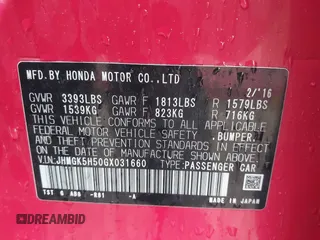 MFD.BY HONDA MOTOR CO.,LTD 2/'16
GVWR 3393LBS GAWR F 1813LBS R 1579LBS
GVWR 1539KG GAWR F 823KG R 716KG
THIS VEHICLE CONFORMS TO ALL APPLICABLE
FEDERAL MOTOR VEHICLE SAFETY, BUMPER,
AND THEFT PREVENTION STANDARDS IN EFFECT
ON THE DATE OF MANUFACTURE SHOWN ABOVE.
VIN:JHMGK5H50GX031660 TYPE:PASSENGER CAR
MADE IN JAPAN
DREAMBID